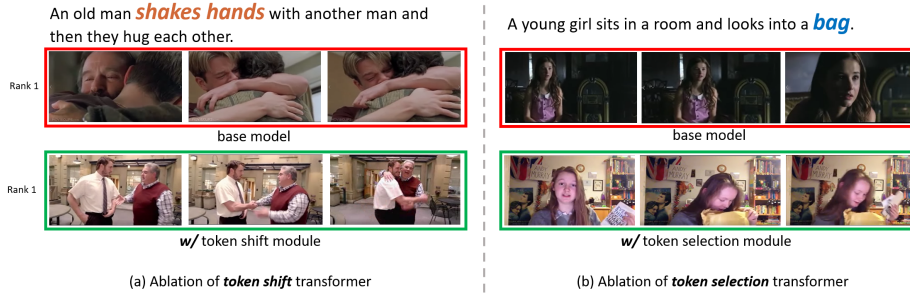 An old man shakes hands with another man and
then they hug each other.
Rank 1
base model
Rank 1
w/ token shift module
(a) Ablation of token shift transformer
A young girl sits in a room and looks into a bag.
base model
w/ token selection module
(b) Ablation of token selection transformer